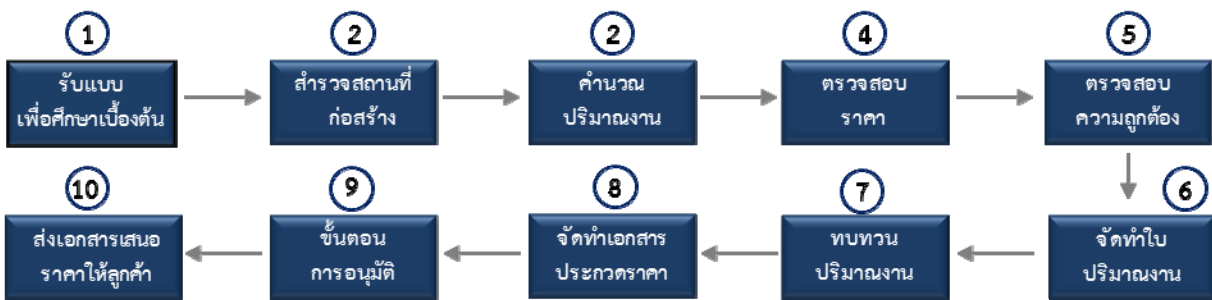 1
รับแบบ
เพื่อศึกษาเบื้องต้น
2
สำรวจสถานที่
ก่อสร้าง
2
คำนวณ
ปริมาณงาน
4
ตรวจสอบ
ราคา
5
ตรวจสอบ
ความถูกต้อง
6
จัดทำใบ
ปริมาณงาน
7
ทบทวน
ปริมาณงาน
8
จัดทำเอกสาร
ประกวดราคา
9
ขั้นตอน
การอนุมัติ
10
ส่งเอกสารเสนอ
ราคาให้ลูกค้า